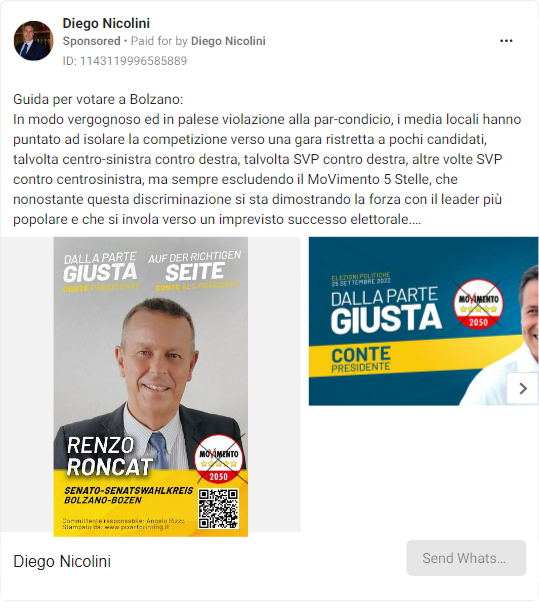 Diego Nicolini
Sponsored • Paid for by Diego Nicolini
ID: 1143119996585889
Guida per votare a Bolzano:
In modo vergognoso ed in palese violazione alla par-condicio, i media locali hanno
puntato ad isolare la competizione verso una gara ristretta a pochi candidati,
talvolta centro-sinistra contro destra, talvolta SVP contro destra, altre volte SVP
contro centrosinistra, ma sempre escludendo il MoVimento 5 Stelle, che
nonostante questa discriminazione si sta dimostrando la forza con il leader più
popolare e che si invola verso un imprevisto successo elettorale....
DALLA PARTE
GIUSTA
CONTE PRESIDENTE
AUF DER RICHTIGEN
SEITE
CONTE ALS PRÄSIDENT
RENZO
RONCAT
MOVIMENTO
2050
SENATO-SENATSWAHLKREIS
BOLZANO-BOZEN
Committente responsabile: Angelo Rizzo
Stampato da: www.pixartprinting.it
ELEZIONI POLITICHE
25 SETTEMBRE 2022
DALLA PARTE
GIUSTA
CONTE
PRESIDENTE
MOVIMENTO
2050
Diego Nicolini
Send Whats...